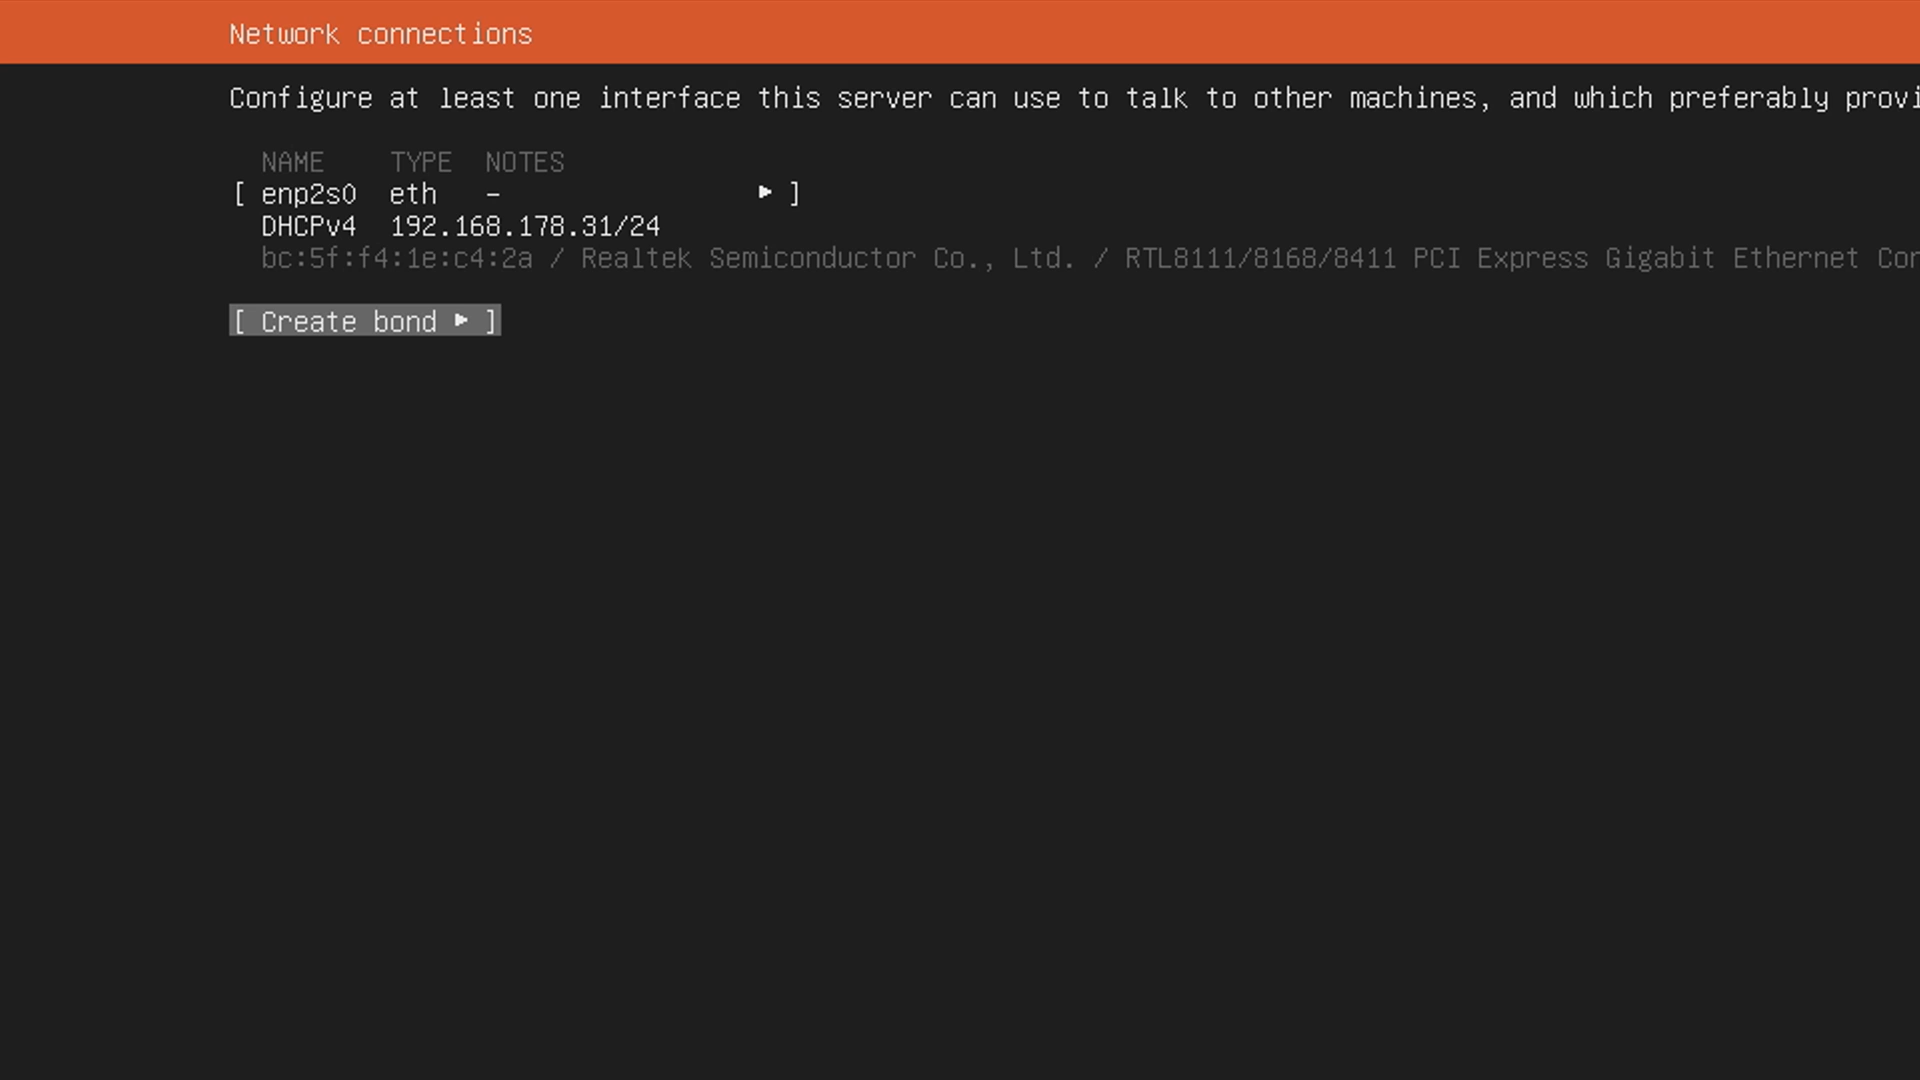 Network connections
Configure at least one interface this server can use to talk to other machines, and which preferably
NAME TYPE NOTES
[ enp2s0 eth - ▸ ]
DHCPv4 192.168.178.31/24
bc:5f:f4:1e:c4:2a / Realtek Semiconductor Co., Ltd. / RTL8111/8168/8411 PCI Express Gigabit Ethernet
[ Create bond ▸ ]